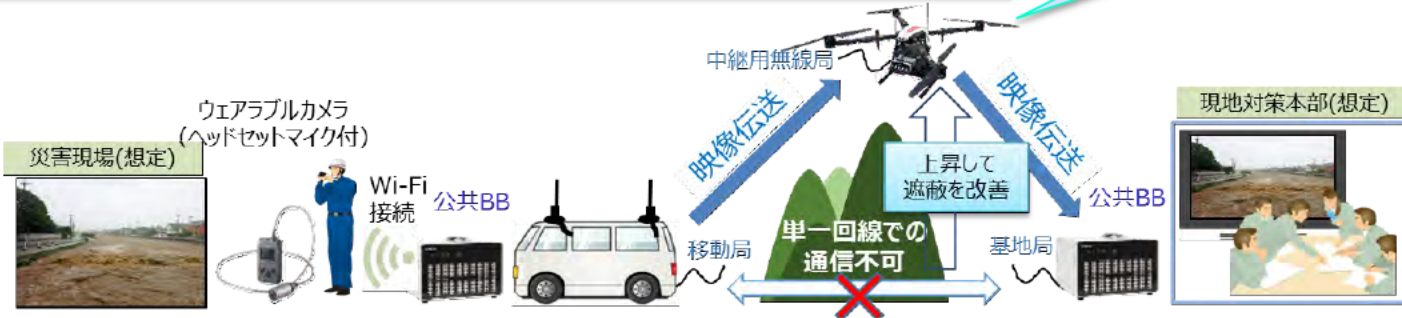 中継用無線局
映像伝送
映像伝送
現地対策本部(想定)
ウェアラブルカメラ
(ヘッドセットマイク付)
災害現場(想定)
Wi-Fi
接続
公共BB
上昇して
遮蔽を改善
公共BB
単一回線での
通信不可
移動局
基地局